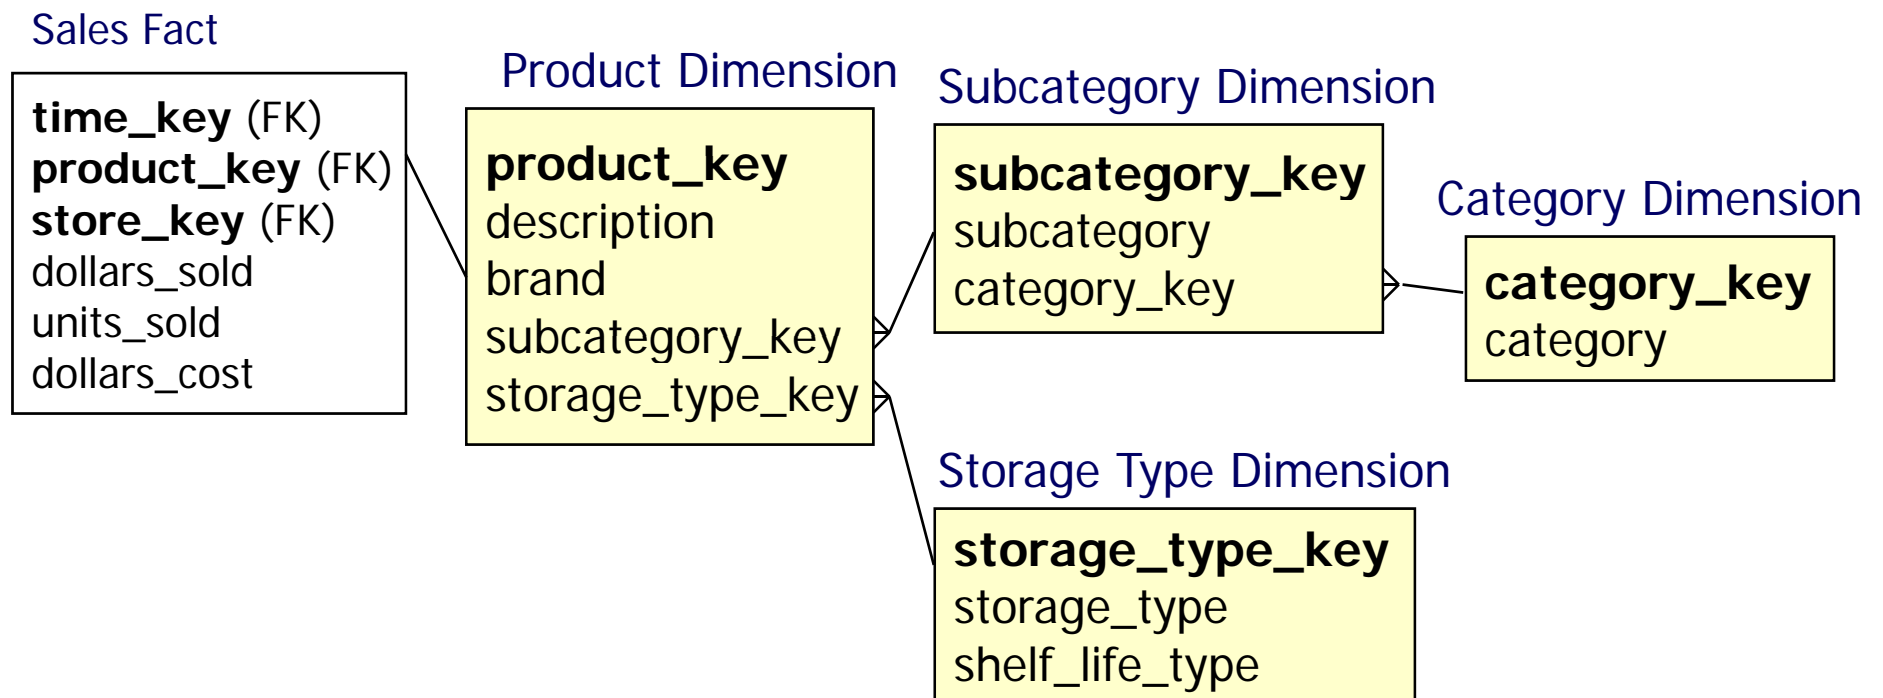 Sales Fact
time_key (FK)
product_key (FK)
store_key (FK)
dollars_sold
units_sold
dollars_cost
Product Dimension
product_key
description
brand
subcategory_key
storage_type_key
Subcategory Dimension
subcategory_key
subcategory
category_key
Category Dimension
category_key
category
Storage Type Dimension
storage_type_key
storage_type
shelf_life_type